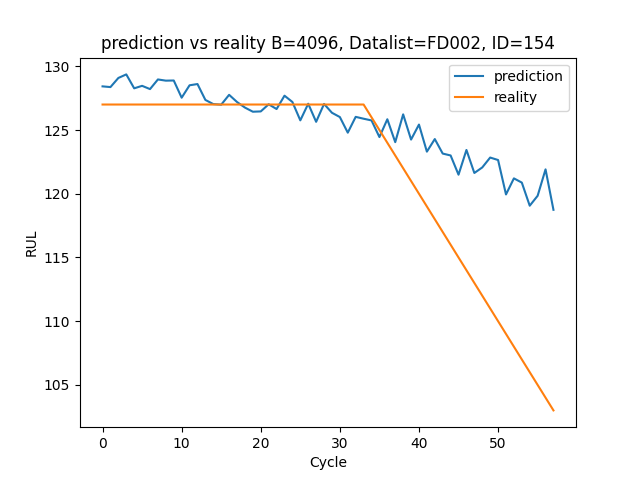 prediction vs reality B=4096, Datalist=FD002, ID=154
prediction
reality
130
125
120
115
110
105
RUL
0 10 20 30 40 50
Cycle